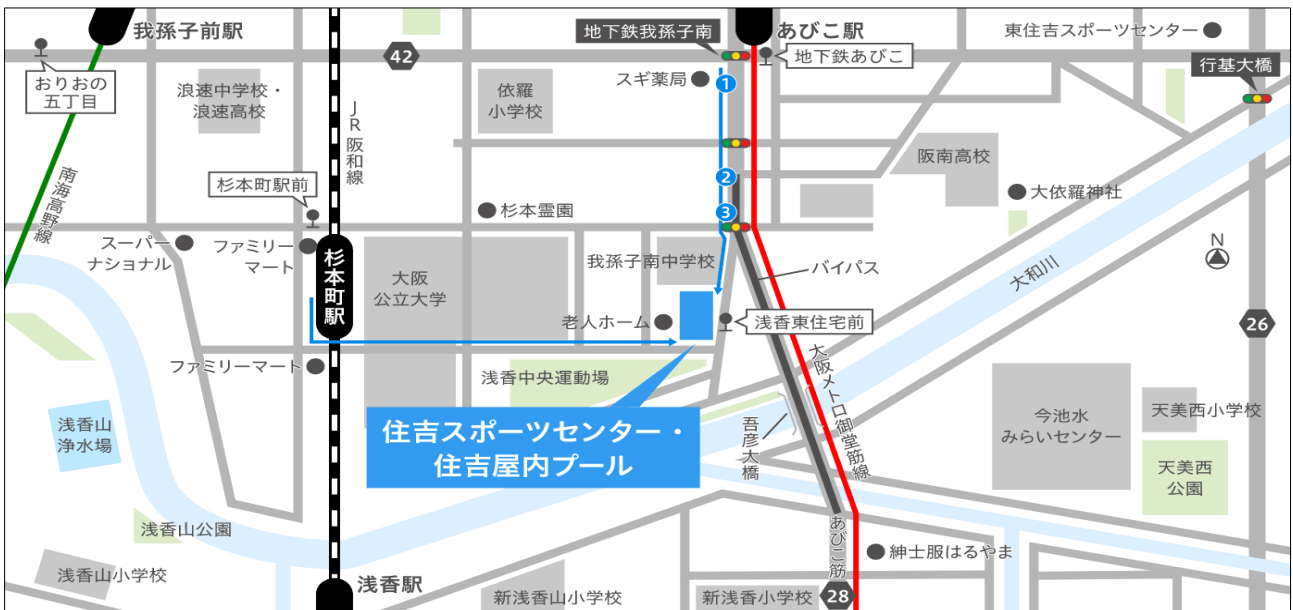 我孫子前駅
地下鉄我孫子南
あびこ駅
東住吉スポーツセンター
42
地下鉄あびこ
行基大橋
おりおの
五丁目
浪速中学校・
浪速高校
JR阪和線
依羅
小学校
スギ薬局
1
南海高野線
杉本町駅前
阪南高校
2
大依羅神社
杉本霊園
3
スーパー
ナショナル
ファミリー
マート
杉本町駅
大阪
公立大学
我孫子南中学校
バイパス
大和川
N
老人ホーム
浅香東住宅前
26
ファミリーマート
浅香中央運動場
大阪メトロ御堂筋線
住吉スポーツセンター・
住吉屋内プール
吾彦大橋
浅香山
浄水場
今池水
みらいセンター
天美西小学校
天美西
公園
浅香山公園
あびこ筋
紳士服はるやま
浅香山小学校
浅香駅
新浅香山小学校
新浅香小学校
28